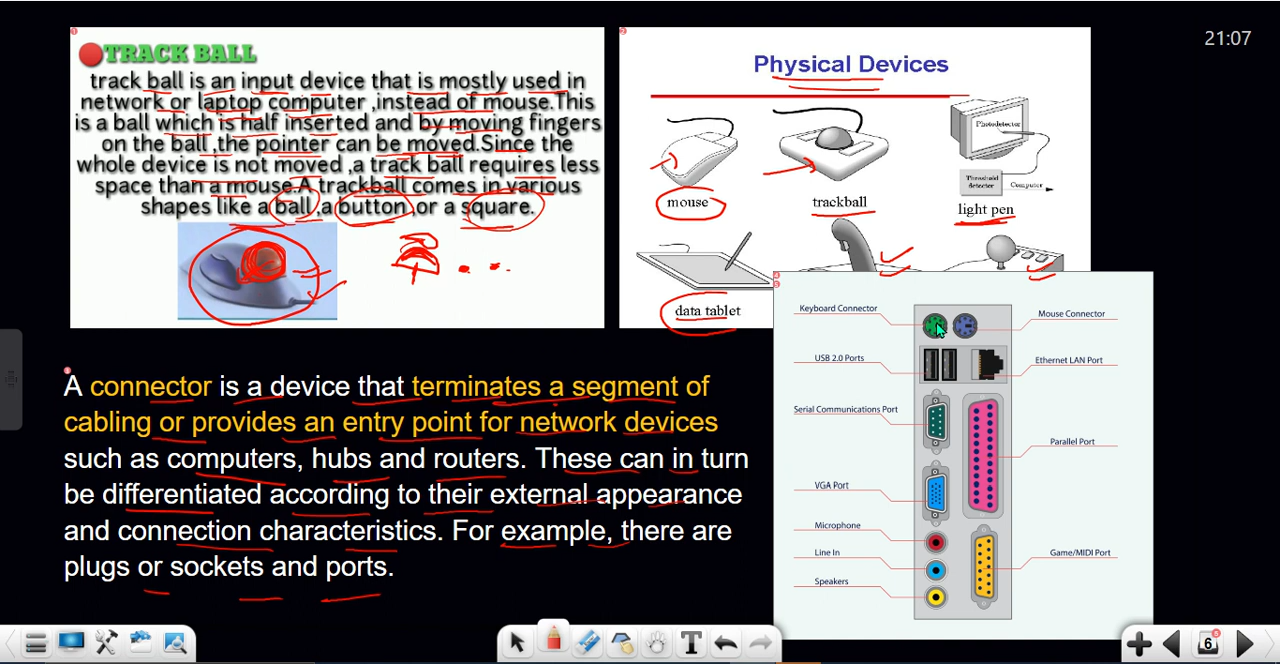 21:07
TRACK BALL
track ball is an input device that is mostly used in
network or laptop computer ,instead of mouse.This
is a ball which is half inserted and by moving fingers
on the ball ,the pointer can be moved.Since the
whole device is not moved ,a track ball requires less
space than a mouse.A trackball comes in various
shapes like a ball ,a button ,or a square.
Physical Devices
Photodetector
Threshold
detector
Computer
mouse
trackball
light pen
data tablet
A connector is a device that terminates a segment of
cabling or provides an entry point for network devices
such as computers, hubs and routers. These can in turn
be differentiated according to their external appearance
and connection characteristics. For example, there are
plugs or sockets and ports.
Keyboard Connector
Mouse Connector
USB 2.0 Ports
Ethernet LAN Port
Serial Communications Port
Parallel Port
VGA Port
Microphone
Line In
Game/MIDI Port
Speakers
T
6